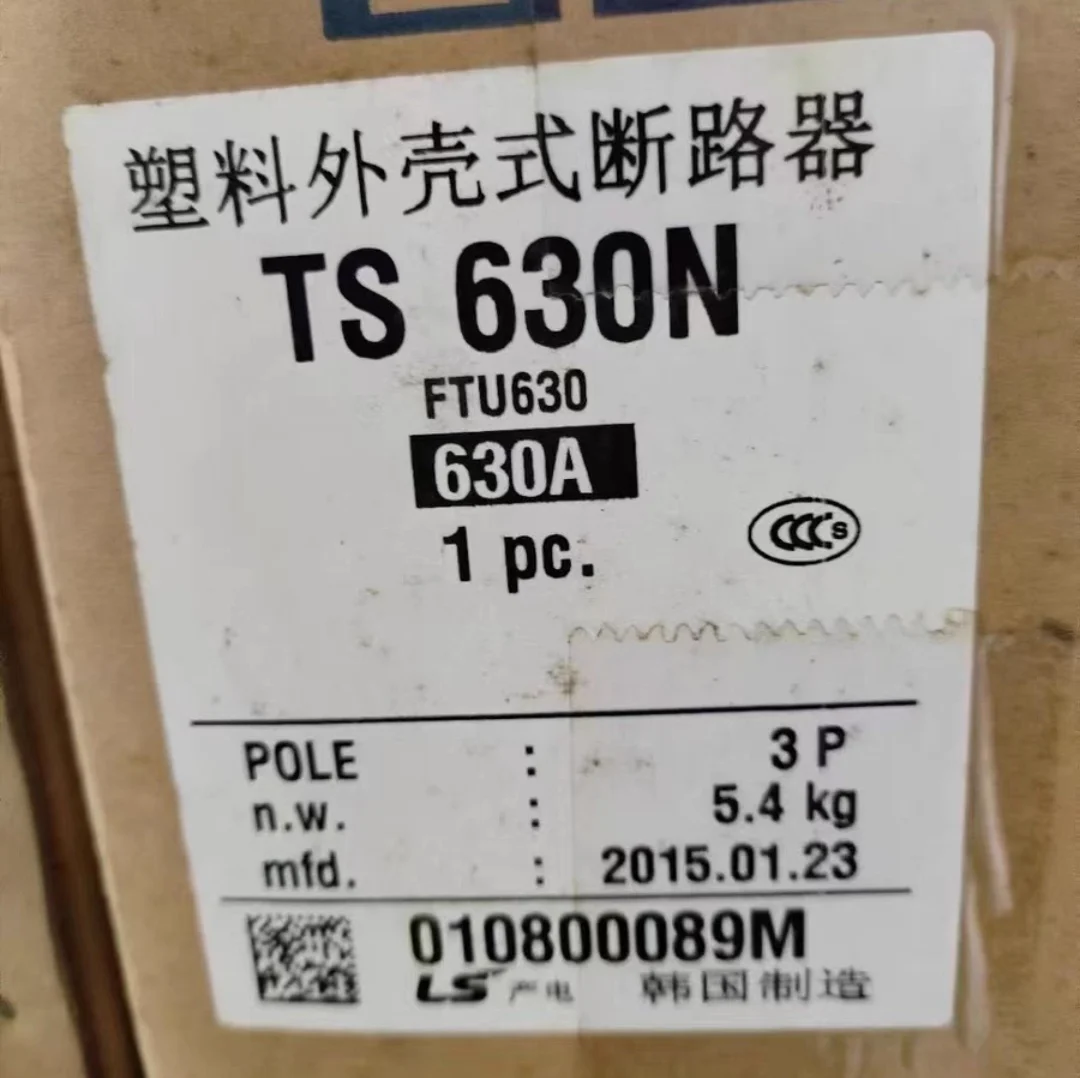 塑料外壳式断路器
TS 630N
FTU630
630A
1 pc.
CCC S
POLE : 3 P
n.w. : 5.4 kg
mfd. : 2015.01.23
010800089M
LS 产电 韩国制造